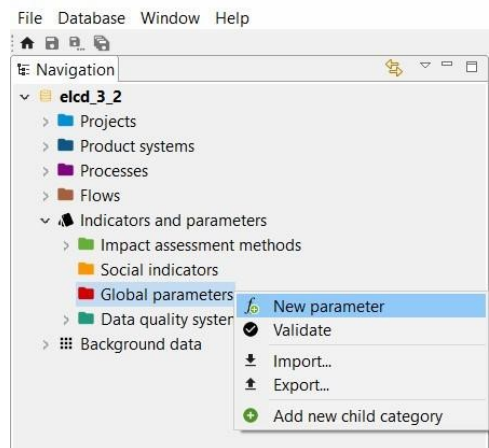 File Database Window Help
Navigation
elcd_3_2
Projects
Product systems
Processes
Flows
Indicators and parameters
Impact assessment methods
Social indicators
Global parameters
New parameter
Data quality system
Validate
Background data
Import...
Export...
Add new child category